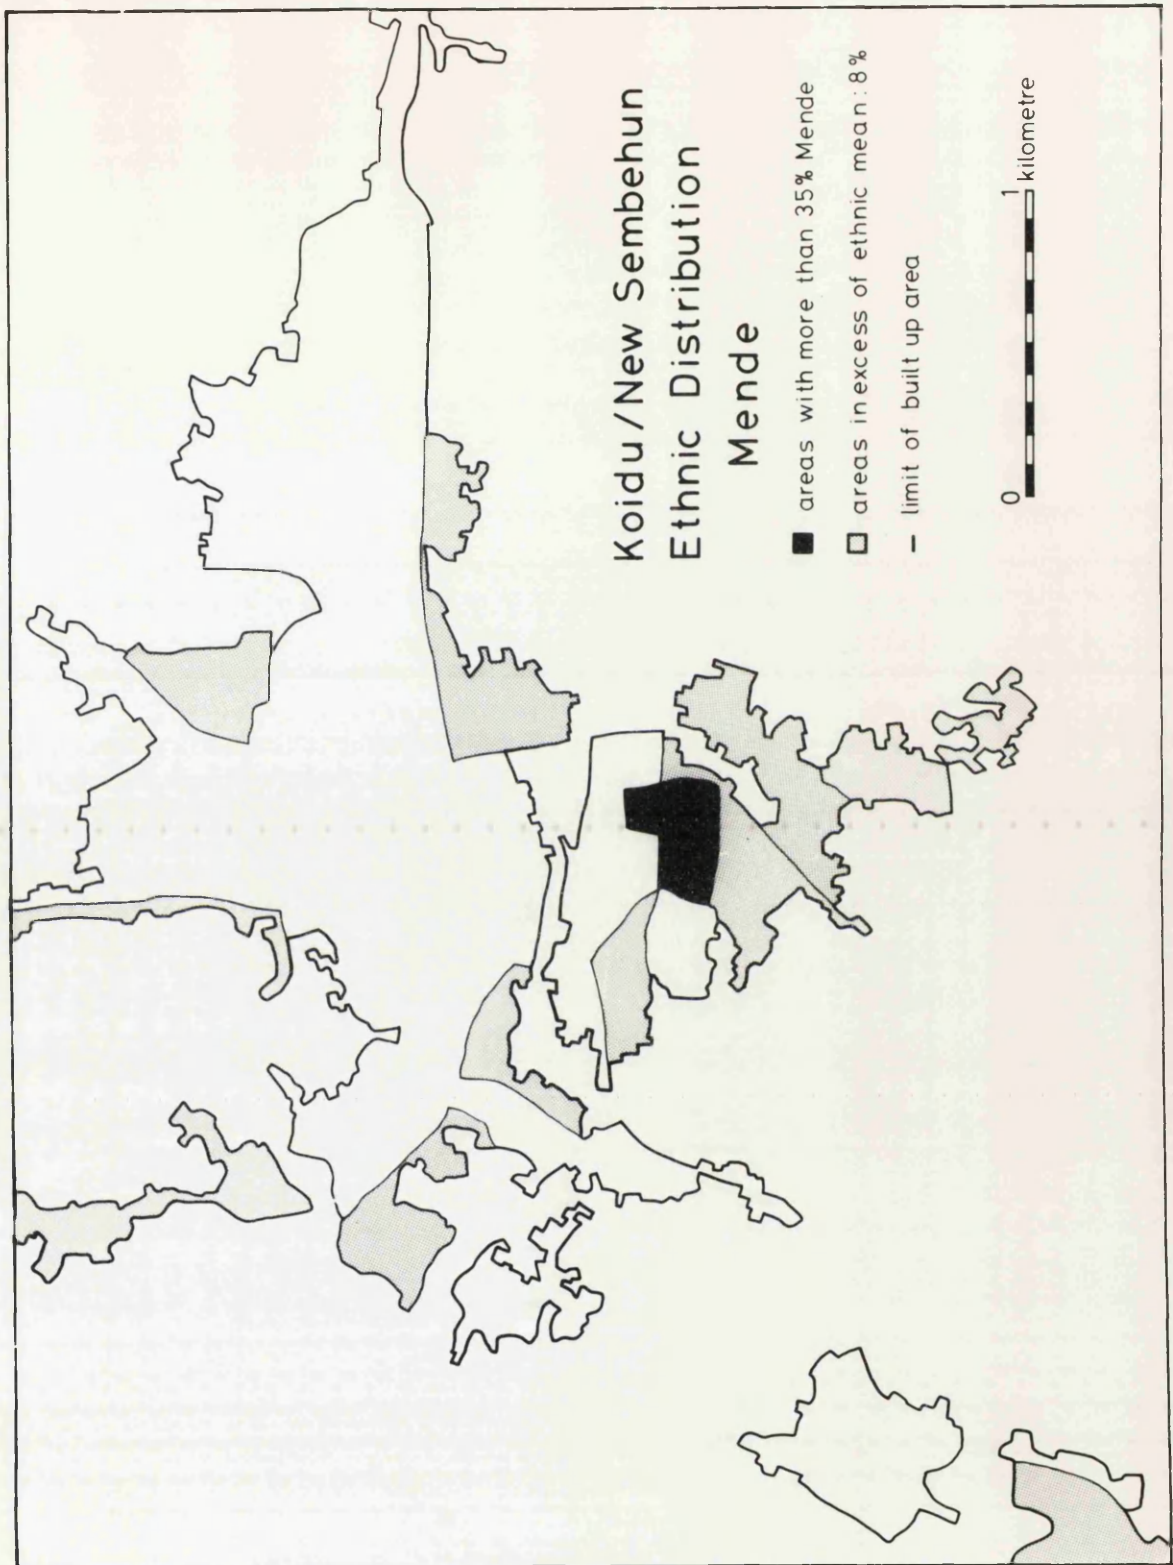 Koidu/New Sembehun
Ethnic Distribution
Mende
areas with more than 35% Mende
areas in excess of ethnic mean: 8%
limit of built up area
0 1 kilometre